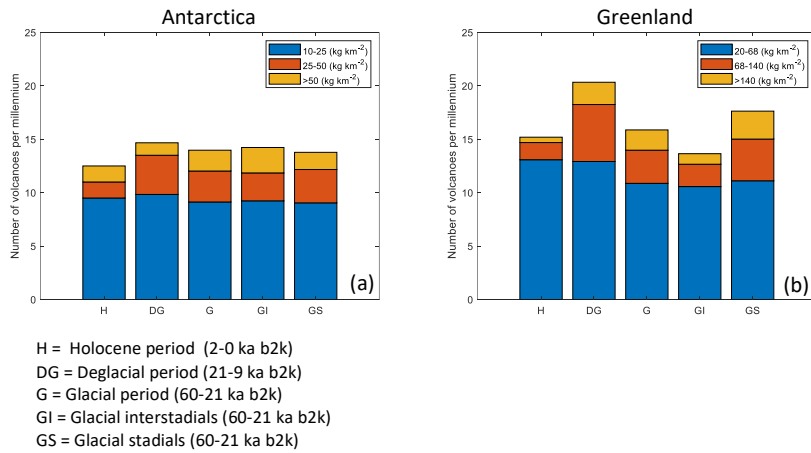 Antarctica
25
20
15
10
5
0
Number of volcanoes per millennium
10-25 (kg km-2)
25-50 (kg km-2)
>50 (kg km-2)
(a)
H DG G GI GS
Greenland
25
20
15
10
5
0
Number of volcanoes per millennium
20-68 (kg km-2)
68-140 (kg km-2)
>140 (kg km-2)
(b)
H DG G GI GS
H = Holocene period (2-0 ka b2k)
DG = Deglacial period (21-9 ka b2k)
G = Glacial period (60-21 ka b2k)
GI = Glacial interstadials (60-21 ka b2k)
GS = Glacial stadials (60-21 ka b2k)